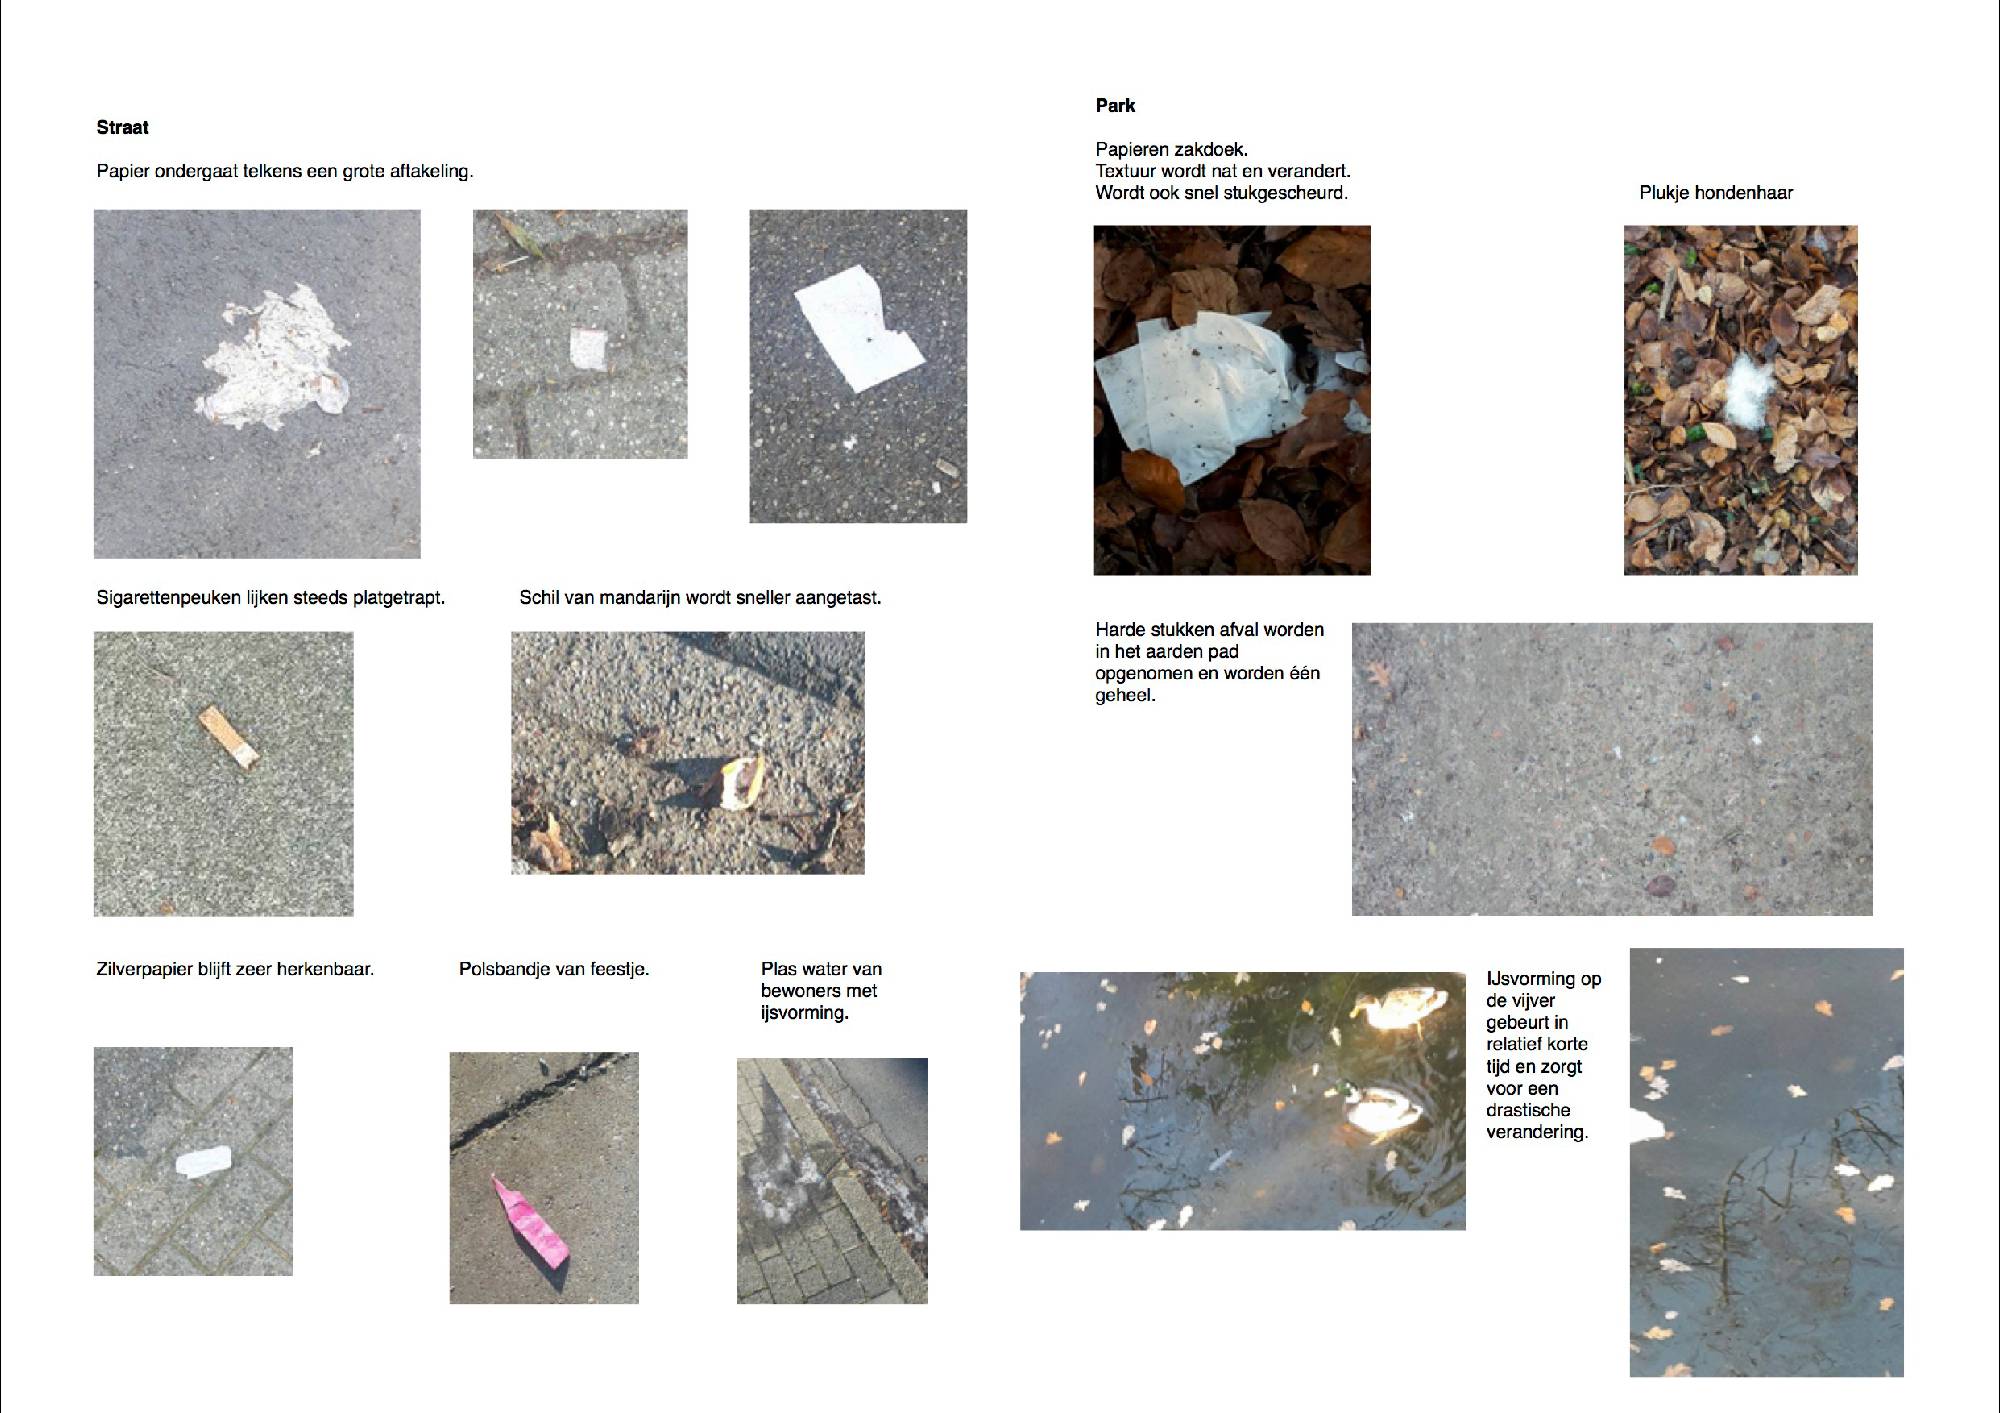 Straat
Papier ondergaat telkens een grote aftakeling.
Sigarettenpeuken lijken steeds platgetrapt.
Schil van mandarijn wordt sneller aangetast.
Zilverpapier blijft zeer herkenbaar.
Polsbandje van feestje.
Plas water van
bewoners met
ijsvorming.
Park
Papieren zakdoek.
Textuur wordt nat en verandert.
Wordt ook snel stukgescheurd.
Plukje hondenhaar
Harde stukken afval worden
in het aarden pad
opgenomen en worden één
geheel.
IJsvorming op
de vijver
gebeurt in
relatief korte
tijd en zorgt
voor een
drastische
verandering.